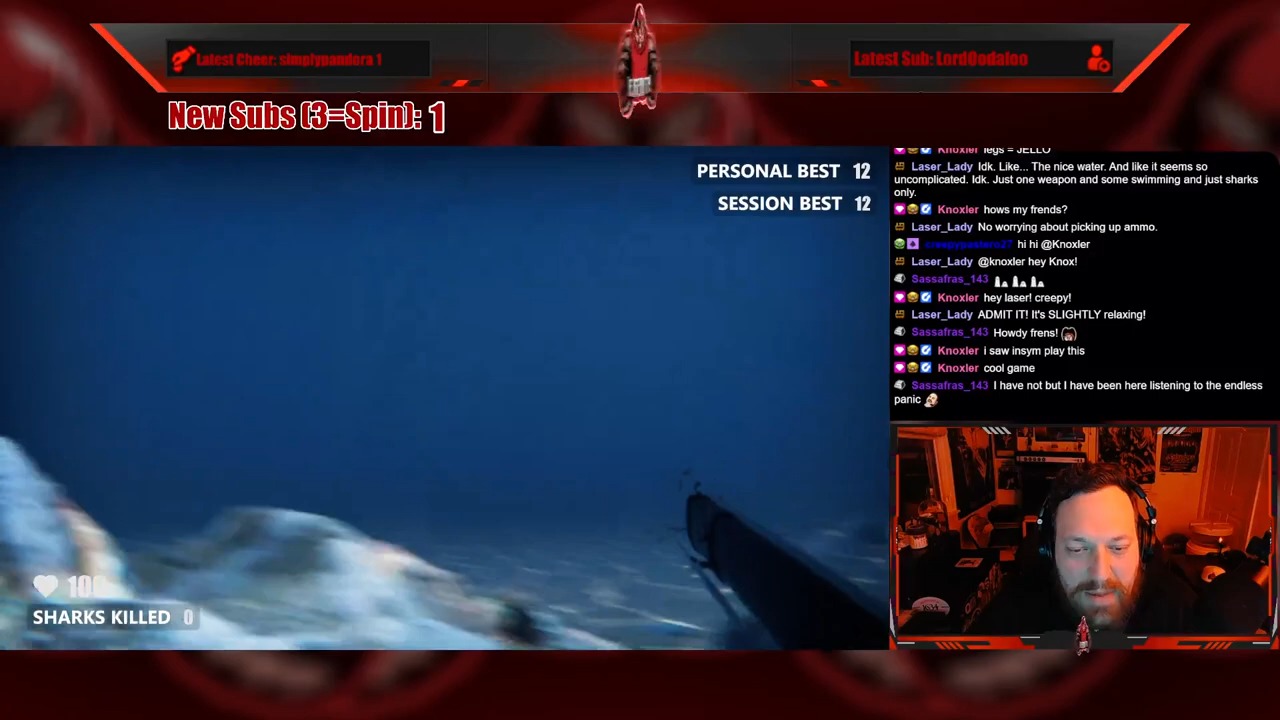 Latest Cheer: simplypandora 1
Latest Sub: LordOodaloo
New Subs (3=Spin): 1
PERSONAL BEST 12
SESSION BEST 12
Knoxler legs = JELLO
Laser_Lady Idk. Like... The nice water. And like it seems so
uncomplicated. Idk. Just one weapon and some swimming and just sharks
only.
Knoxler hows my frends?
Laser_Lady No worrying about picking up ammo.
creepypastero27 hi hi @Knoxler
Laser_Lady @knoxler hey Knox!
Sassafras_143
Knoxler hey laser! creepy!
Laser_Lady ADMIT IT! It's SLIGHTLY relaxing!
Sassafras_143 Howdy frens!
Knoxler i saw insym play this
Knoxler cool game
Sassafras_143 I have not but I have been here listening to the endless
panic
100
SHARKS KILLED 0